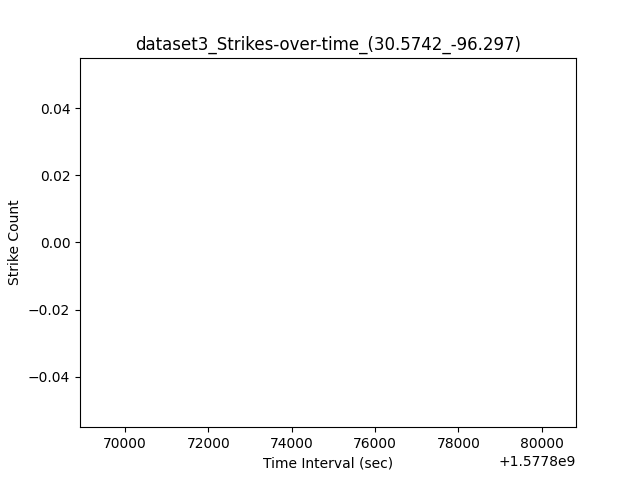 dataset3_Strikes-over-time_(30.5742_-96.297)
0.04
0.02
0.00
−0.02
−0.04
Strike Count
70000 72000 74000 76000 78000 80000
Time Interval (sec)
+1.5778e9